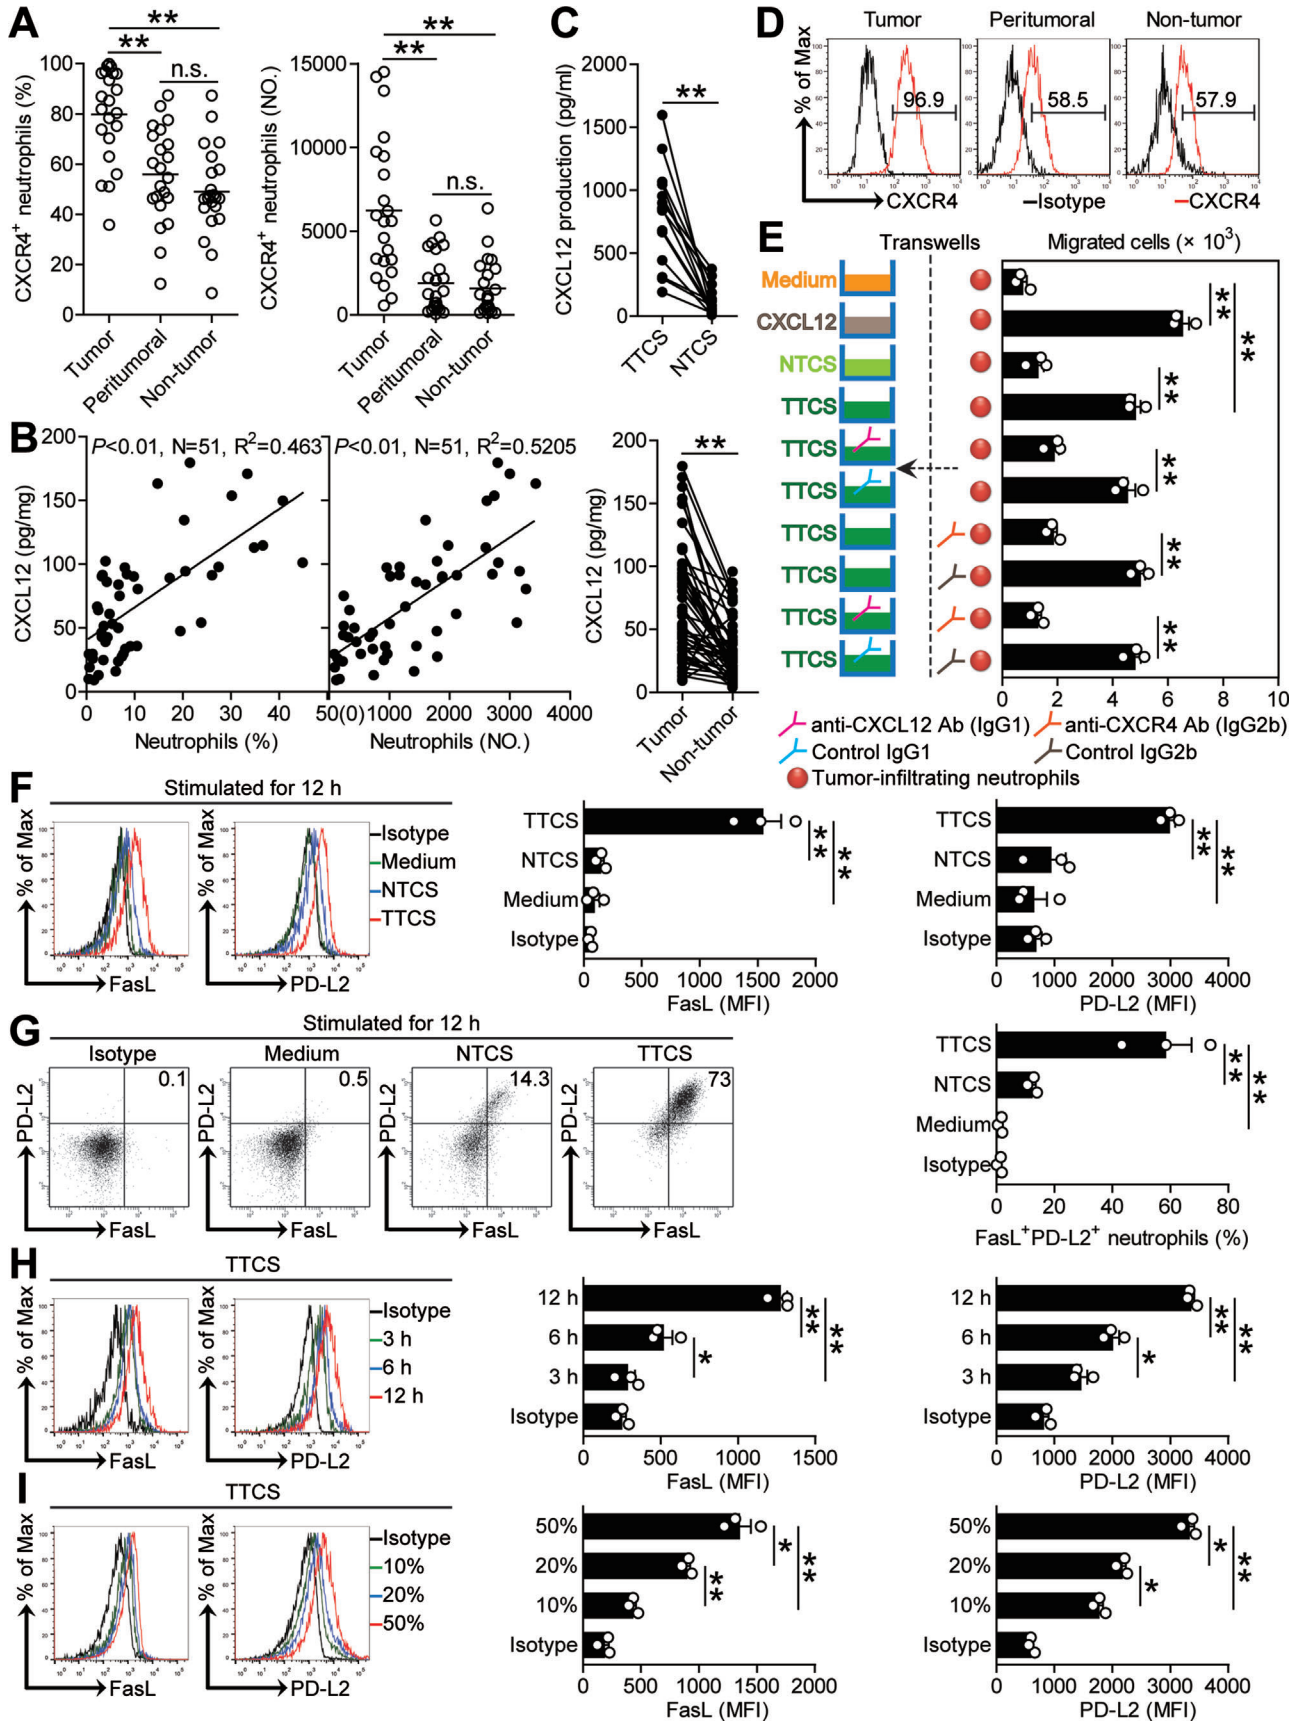 A
**
**
n.s.
CXCR4+ neutrophils (%)
100
80
60
40
20
0
Tumor
Peritumoral
Non-tumor
**
**
n.s.
CXCR4+ neutrophils (NO.)
15000
10000
5000
0
Tumor
Peritumoral
Non-tumor
C
CXCL12 production (pg/ml)
2000
1500
1000
500
0
**
TTCS
NTCS
D
Tumor
Peritumoral
Non-tumor
% of Max
96.9
58.5
57.9
CXCR4
Isotype
CXCR4
E
Transwells
Migrated cells (× 10³)
Medium
CXCL12
NTCS
TTCS
TTCS
TTCS
TTCS
TTCS
TTCS
TTCS
**
**
**
**
**
**
0 2 4 6 8 10
anti-CXCL12 Ab (IgG1)
anti-CXCR4 Ab (IgG2b)
Control IgG1
Control IgG2b
Tumor-infiltrating neutrophils
B
CXCL12 (pg/mg)
200
150
100
50
0
P<0.01, N=51, R²=0.463
P<0.01, N=51, R²=0.5205
0 10 20 30 40 50(0) 1000 2000 3000 4000
Neutrophils (%)
Neutrophils (NO.)
CXCL12 (pg/mg)
200
150
100
50
0
**
Tumor
Non-tumor
F
Stimulated for 12 h
% of Max
FasL
% of Max
PD-L2
Isotype
Medium
NTCS
TTCS
TTCS
NTCS
Medium
Isotype
**
**
0 500 1000 1500 2000
FasL (MFI)
TTCS
NTCS
Medium
Isotype
**
**
0 1000 2000 3000 4000
PD-L2 (MFI)
G
Stimulated for 12 h
Isotype
Medium
NTCS
TTCS
0.1
0.5
14.3
73
PD-L2
PD-L2
PD-L2
PD-L2
FasL
FasL
FasL
FasL
TTCS
NTCS
Medium
Isotype
**
**
0 20 40 60 80
FasL+PD-L2+ neutrophils (%)
H
TTCS
% of Max
FasL
% of Max
PD-L2
Isotype
3 h
6 h
12 h
12 h
6 h
3 h
Isotype
**
*
**
0 500 1000 1500
FasL (MFI)
12 h
6 h
3 h
Isotype
**
*
**
0 1000 2000 3000 4000
PD-L2 (MFI)
I
TTCS
% of Max
FasL
% of Max
PD-L2
Isotype
10%
20%
50%
50%
20%
10%
Isotype
*
**
**
0 500 1000 1500 2000
FasL (MFI)
50%
20%
10%
Isotype
*
*
**
0 1000 2000 3000 4000
PD-L2 (MFI)